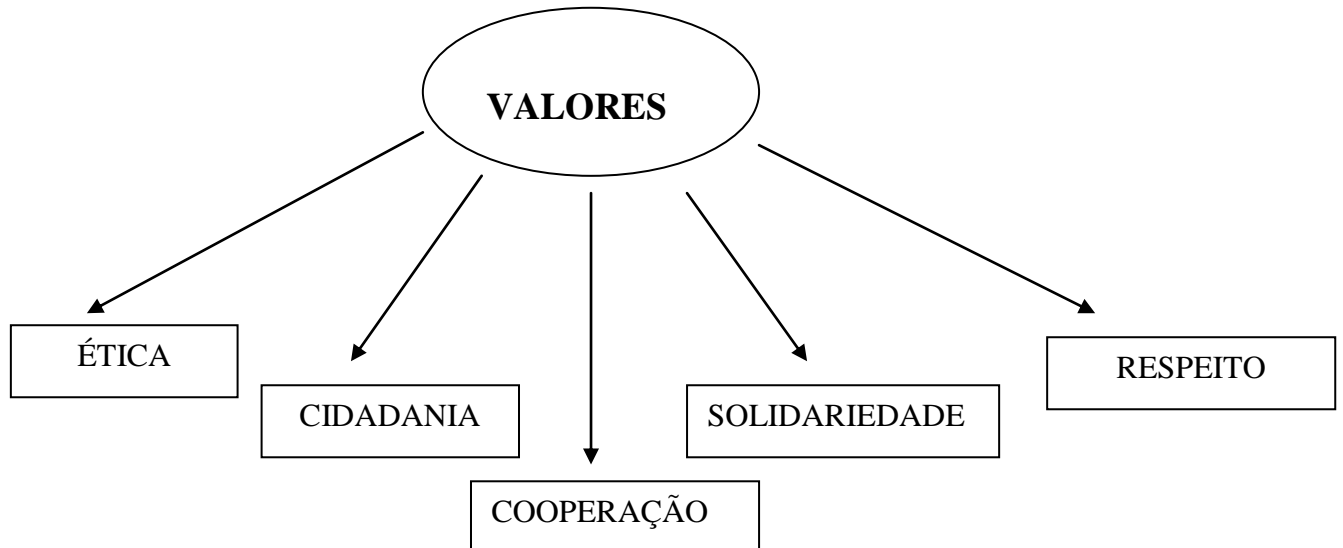 VALORES
ÉTICA
CIDADANIA
COOPERAÇÃO
SOLIDARIEDADE
RESPEITO